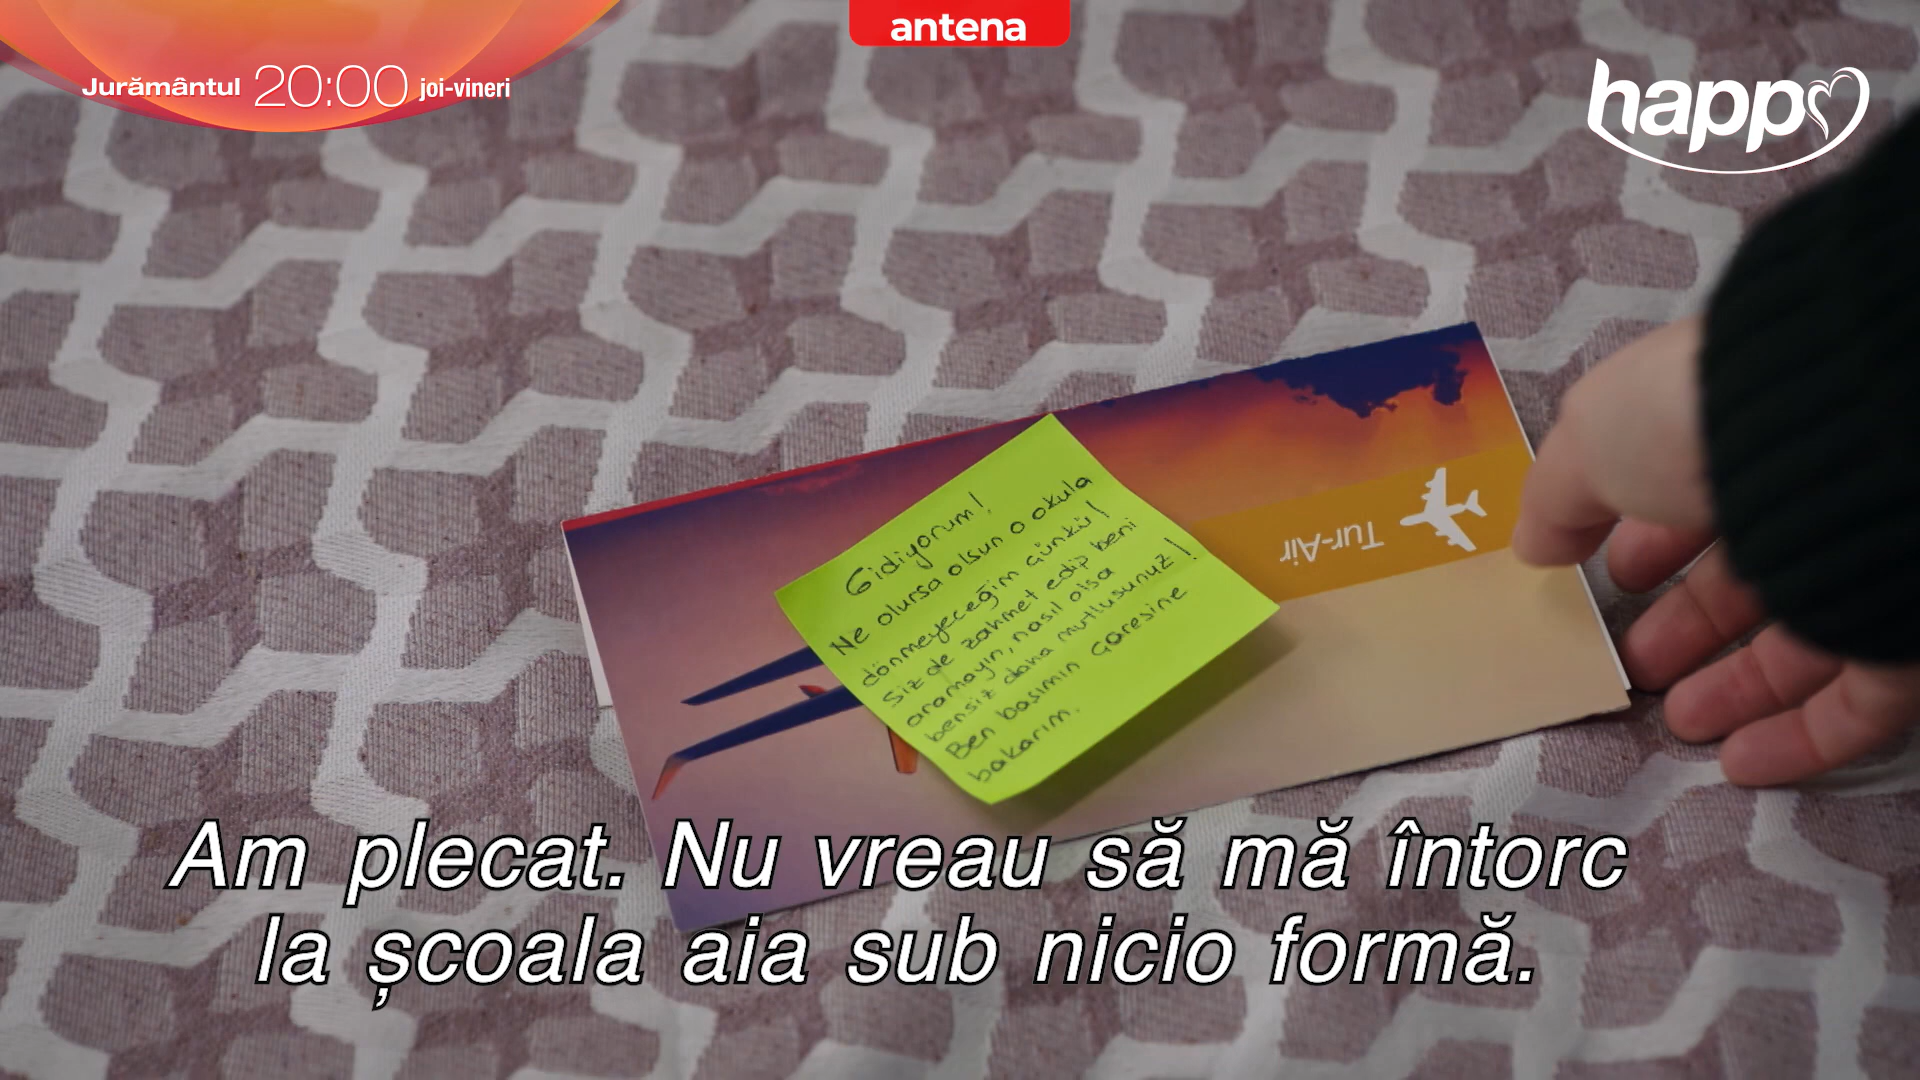 antena
Jurământul 20:00 joi-vineri
happy
Gidiyorum!
Ne olursa olsun o okula
dönmeyeceğim çünkü!
Siz de zahmet edip beni
aramayın, nasıl olsa
bensiz daha mutlusunuz!
Ben başımın çaresine
bakarım.
Tur-Air
Am plecat. Nu vreau să mă întorc
la școala aia sub nicio formă.